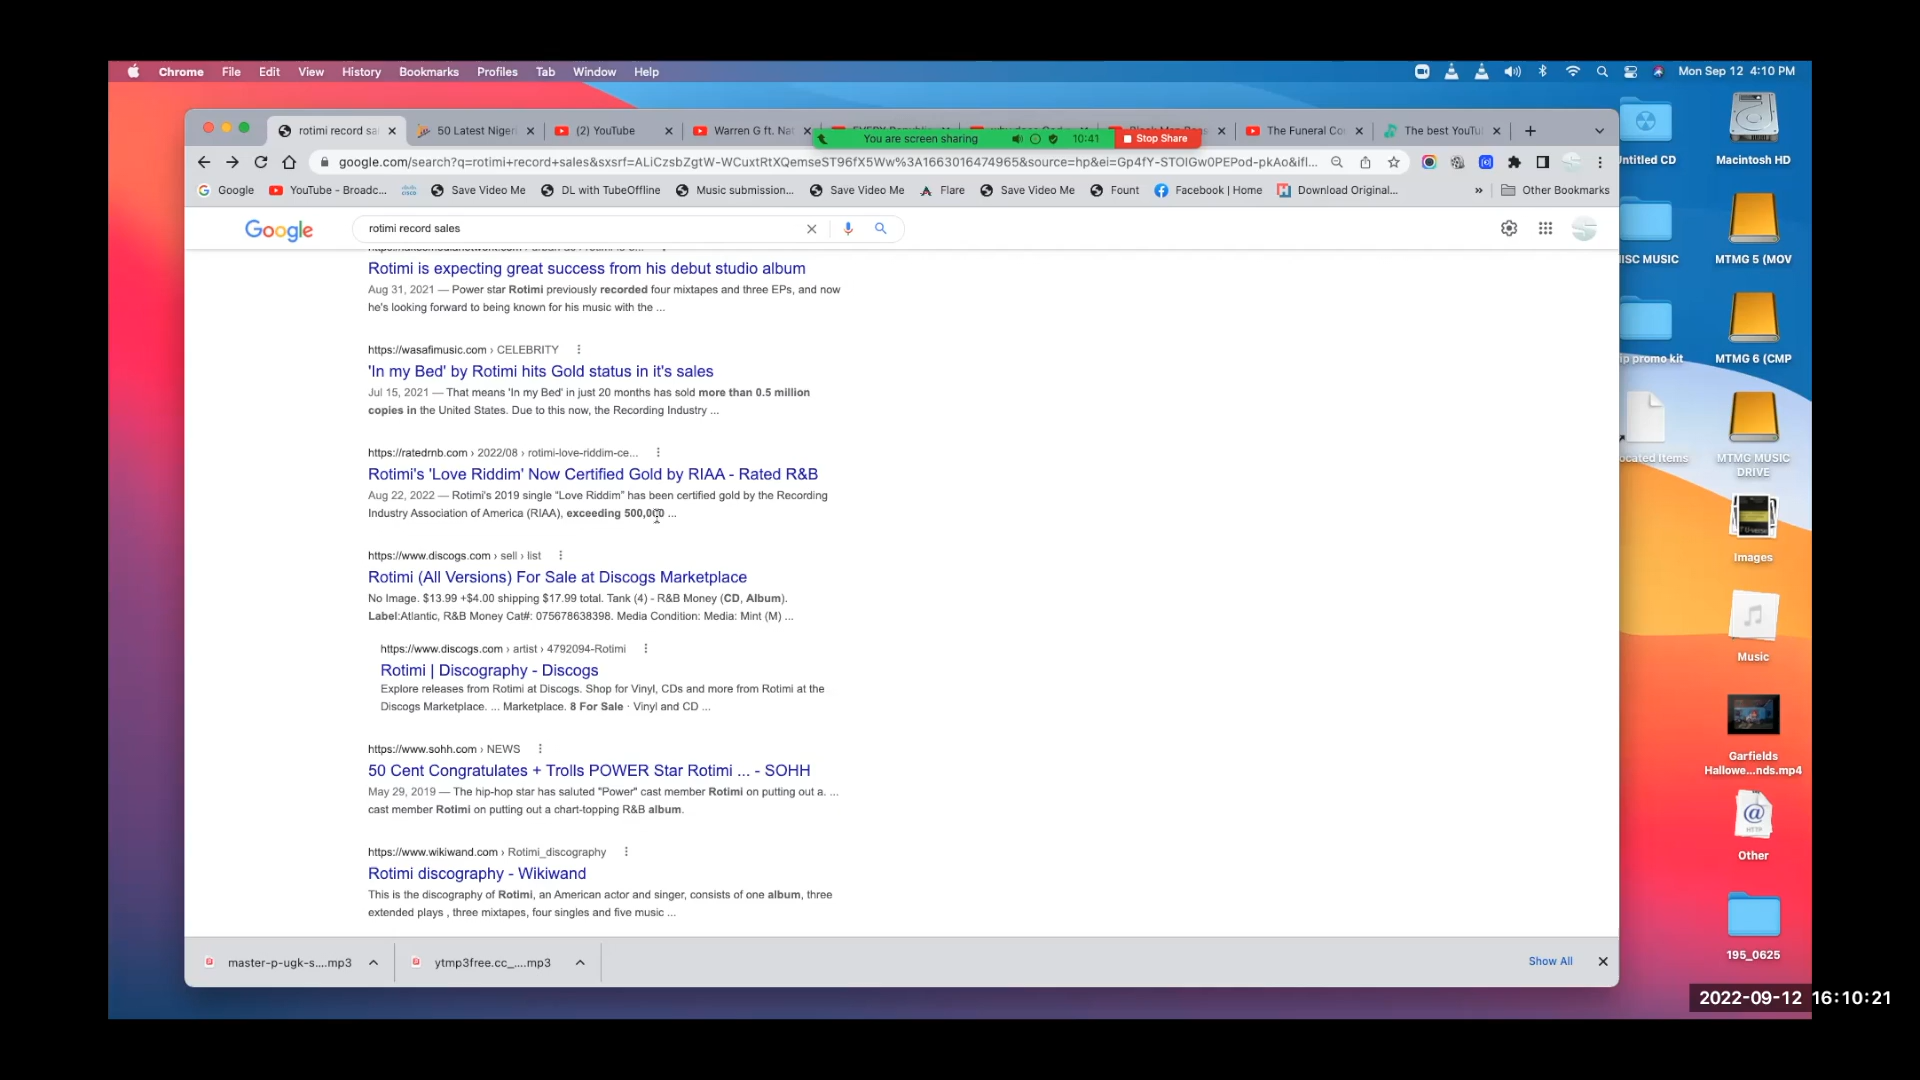 Chrome File Edit View History Bookmarks Profiles Tab Window Help
Mon Sep 12 4:10 PM
rotimi record sa
50 Latest Niger
(2) YouTube
Warren G ft. Nat
The Funeral Co
The best YouTu
You are screen sharing
10:41
Stop Share
google.com/search?q=rotimi+record+sales&sxsrf=ALiCzsbZgtW-WCuxtRtXQemseST96fX5Ww%3A1663016474965&source=hp&ei=Gp4fY-STOIGw0PEPod-pkAo&ifl...
Google
YouTube - Broadc...
Save Video Me
DL with TubeOffline
Music submission...
Save Video Me
Flare
Save Video Me
Fount
Facebook | Home
Download Original...
»
Other Bookmarks
Google
rotimi record sales
Rotimi is expecting great success from his debut studio album
Aug 31, 2021 — Power star Rotimi previously recorded four mixtapes and three EPs, and now
he's looking forward to being known for his music with the ...
https://wasafimusic.com › CELEBRITY
'In my Bed' by Rotimi hits Gold status in it's sales
Jul 15, 2021 — That means 'In my Bed' in just 20 months has sold more than 0.5 million
copies in the United States. Due to this now, the Recording Industry ...
https://ratedrnb.com › 2022/08 › rotimi-love-riddim-ce...
Rotimi's 'Love Riddim' Now Certified Gold by RIAA - Rated R&B
Aug 22, 2022 — Rotimi's 2019 single “Love Riddim” has been certified gold by the Recording
Industry Association of America (RIAA), exceeding 500,000 ...
https://www.discogs.com › sell › list
Rotimi (All Versions) For Sale at Discogs Marketplace
No Image. $13.99 +$4.00 shipping $17.99 total. Tank (4) - R&B Money (CD, Album).
Label:Atlantic, R&B Money Cat#: 075678638398. Media Condition: Media: Mint (M) ...
https://www.discogs.com › artist › 4792094-Rotimi
Rotimi | Discography - Discogs
Explore releases from Rotimi at Discogs. Shop for Vinyl, CDs and more from Rotimi at the
Discogs Marketplace. ... Marketplace. 8 For Sale · Vinyl and CD ...
https://www.sohh.com › NEWS
50 Cent Congratulates + Trolls POWER Star Rotimi ... - SOHH
May 29, 2019 — The hip-hop star has saluted "Power" cast member Rotimi on putting out a. ...
cast member Rotimi on putting out a chart-topping R&B album.
https://www.wikiwand.com › Rotimi_discography
Rotimi discography - Wikiwand
This is the discography of Rotimi, an American actor and singer, consists of one album, three
extended plays , three mixtapes, four singles and five music ...
master-p-ugk-s....mp3
ytmp3free.cc_....mp3
Show All
Untitled CD
Macintosh HD
ISC MUSIC
MTMG 5 (MOV
ip promo kit
MTMG 6 (CMP
ocated Items
MTMG MUSIC
DRIVE
Images
Music
Garfields
Hallowe...nds.mp4
HTTP
Other
195_0625
2022-09-12 16:10:21